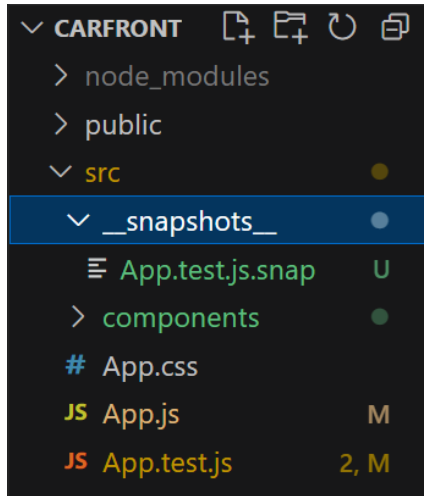 CARFRONT
node_modules
public
src
__snapshots__
App.test.js.snap U
components
# App.css
JS App.js M
JS App.test.js 2, M